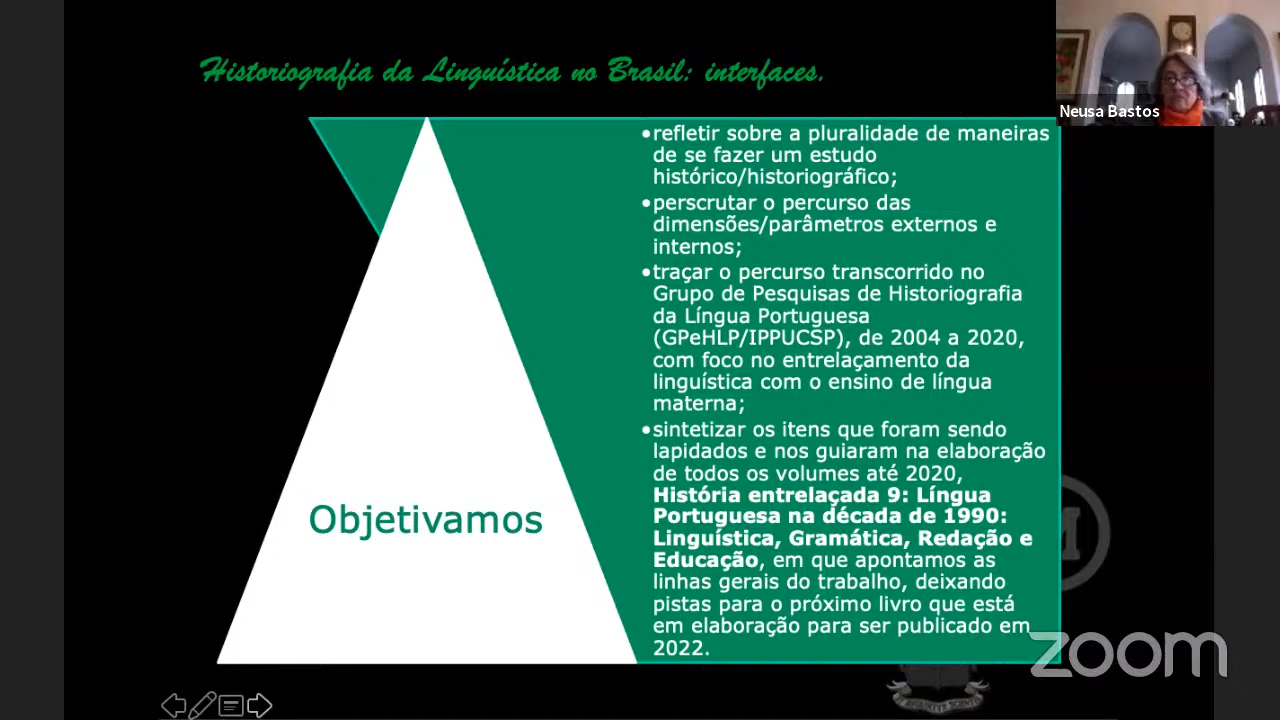 Historiografia da Linguística no Brasil: interfaces.
Neusa Bastos
•refletir sobre a pluralidade de maneiras
de se fazer um estudo
histórico/historiográfico;
•perscrutar o percurso das
dimensões/parâmetros externos e
internos;
•traçar o percurso transcorrido no
Grupo de Pesquisas de Historiografia
da Língua Portuguesa
(GPeHLP/IPPUCSP), de 2004 a 2020,
com foco no entrelaçamento da
linguística com o ensino de língua
materna;
•sintetizar os itens que foram sendo
lapidados e nos guiaram na elaboração
de todos os volumes até 2020,
História entrelaçada 9: Língua
Portuguesa na década de 1990:
Linguística, Gramática, Redação e
Educação, em que apontamos as
linhas gerais do trabalho, deixando
pistas para o próximo livro que está
em elaboração para ser publicado em
2022.
Objetivamos
zoom